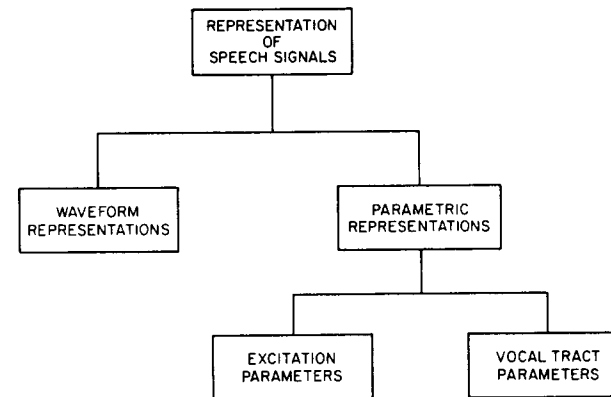 REPRESENTATION
OF
SPEECH SIGNALS
WAVEFORM
REPRESENTATIONS
PARAMETRIC
REPRESENTATIONS
EXCITATION
PARAMETERS
VOCAL TRACT
PARAMETERS